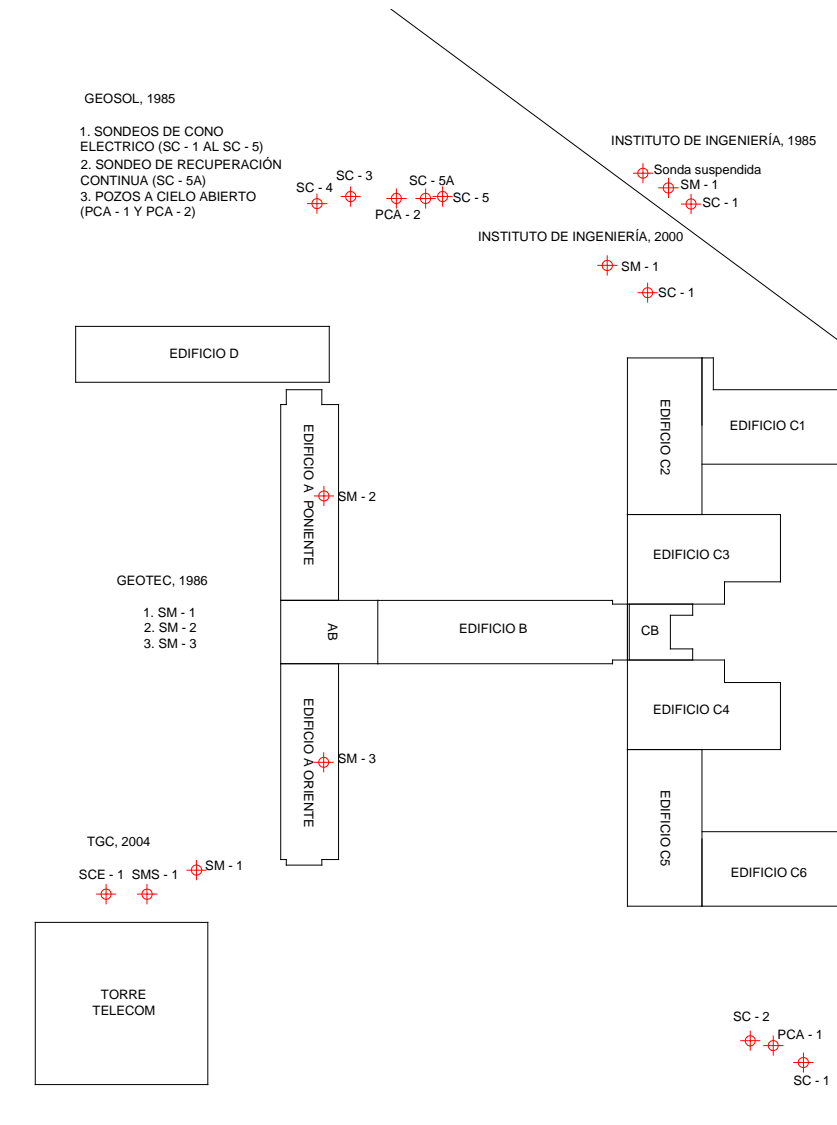 GEOSOL, 1985
1. SONDEOS DE CONO
ELECTRICO (SC - 1 AL SC - 5)
2. SONDEO DE RECUPERACIÓN
CONTINUA (SC - 5A)
3. POZOS A CIELO ABIERTO
(PCA - 1 Y PCA - 2)
SC - 4
SC - 3
PCA - 2
SC - 5A
SC - 5
INSTITUTO DE INGENIERÍA, 1985
Sonda suspendida
SM - 1
SC - 1
INSTITUTO DE INGENIERÍA, 2000
SM - 1
SC - 1
EDIFICIO D
EDIFICIO A PONIENTE
SM - 2
EDIFICIO C2
EDIFICIO C1
EDIFICIO C3
GEOTEC, 1986
1. SM - 1
2. SM - 2
3. SM - 3
AB
EDIFICIO B
CB
EDIFICIO C4
EDIFICIO A ORIENTE
SM - 3
EDIFICIO C5
EDIFICIO C6
TGC, 2004
SCE - 1
SMS - 1
SM - 1
TORRE
TELECOM
SC - 2
PCA - 1
SC - 1